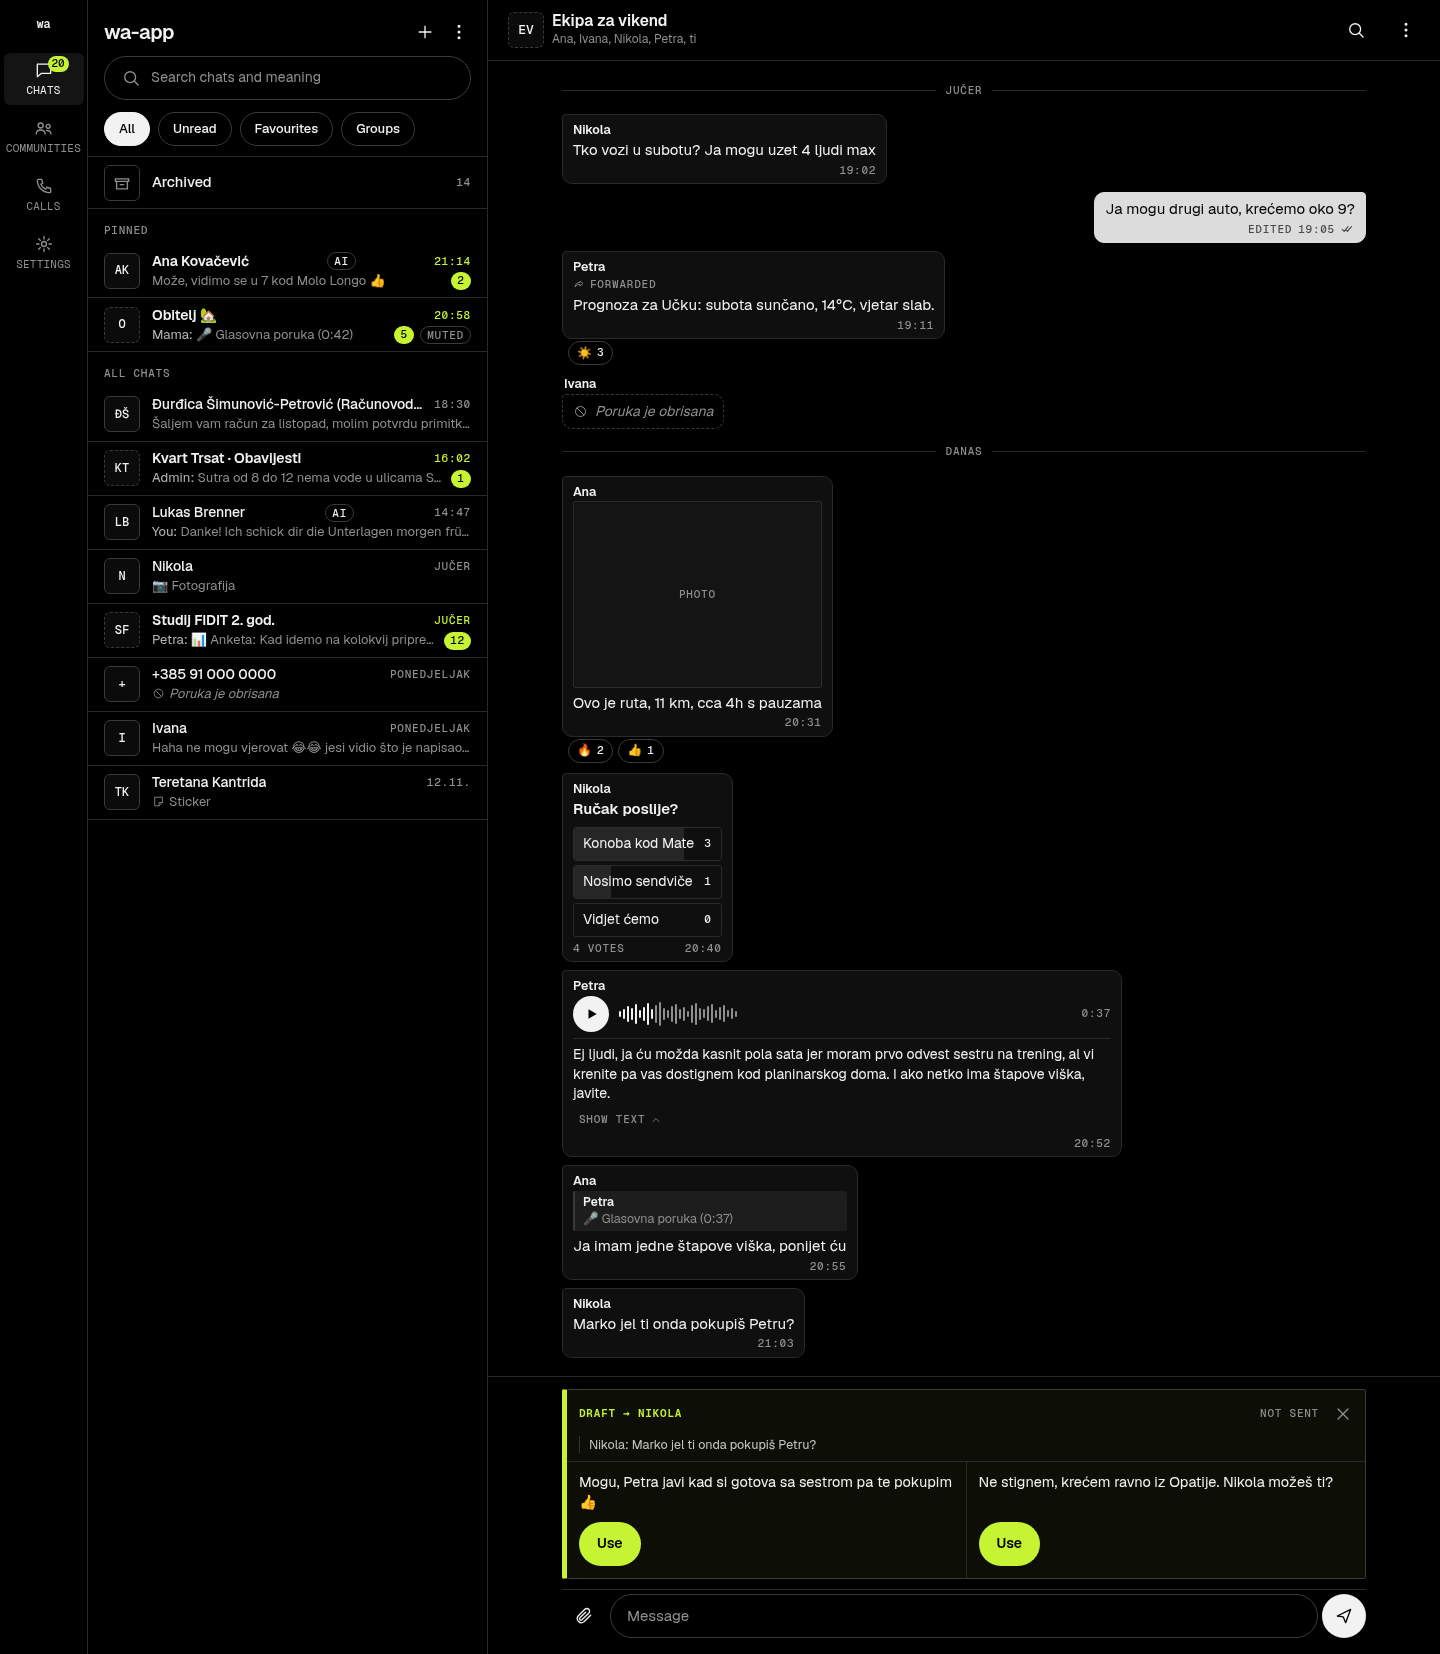 wa
20
CHATS
COMMUNITIES
CALLS
SETTINGS
wa-app
Search chats and meaning
All Unread Favourites Groups
Archived 14
PINNED
AK Ana Kovačević AI 21:14
Može, vidimo se u 7 kod Molo Longo 👍 2
O Obitelj 🏡 20:58
Mama: 🎤 Glasovna poruka (0:42) 5 MUTED
ALL CHATS
ĐŠ Đurđica Šimunović-Petrović (Računovod… 18:30
Šaljem vam račun za listopad, molim potvrdu primitk…
KT Kvart Trsat · Obavijesti 16:02
Admin: Sutra od 8 do 12 nema vode u ulicama S… 1
LB Lukas Brenner AI 14:47
You: Danke! Ich schick dir die Unterlagen morgen frü…
N Nikola JUČER
📷 Fotografija
SF Studij FIDIT 2. god. JUČER
Petra: 📊 Anketa: Kad idemo na kolokvij pripre… 12
+ +385 91 000 0000 PONEDJELJAK
Poruka je obrisana
I Ivana PONEDJELJAK
Haha ne mogu vjerovat 😂😂 jesi vidio što je napisao…
TK Teretana Kantrida 12.11.
Sticker
EV Ekipa za vikend
Ana, Ivana, Nikola, Petra, ti
JUČER
Nikola
Tko vozi u subotu? Ja mogu uzet 4 ljudi max
19:02
Ja mogu drugi auto, krećemo oko 9?
EDITED 19:05
Petra
FORWARDED
Prognoza za Učku: subota sunčano, 14°C, vjetar slab.
19:11
☀️ 3
Ivana
Poruka je obrisana
DANAS
Ana
PHOTO
Ovo je ruta, 11 km, cca 4h s pauzama
20:31
🔥 2 👍 1
Nikola
Ručak poslije?
Konoba kod Mate 3
Nosimo sendviče 1
Vidjet ćemo 0
4 VOTES 20:40
Petra
0:37
Ej ljudi, ja ću možda kasnit pola sata jer moram prvo odvest sestru na trening, al vi
krenite pa vas dostignem kod planinarskog doma. I ako netko ima štapove viška,
javite.
SHOW TEXT
20:52
Ana
Petra
🎤 Glasovna poruka (0:37)
Ja imam jedne štapove viška, ponijet ću
20:55
Nikola
Marko jel ti onda pokupiš Petru?
21:03
DRAFT → NIKOLA NOT SENT
Nikola: Marko jel ti onda pokupiš Petru?
Mogu, Petra javi kad si gotova sa sestrom pa te pokupim
👍
Use
Ne stignem, krećem ravno iz Opatije. Nikola možeš ti?
Use
Message